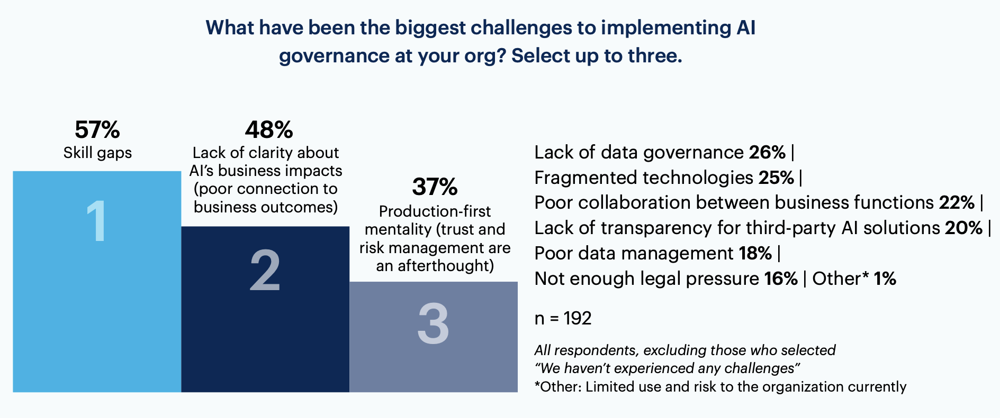 What have been the biggest challenges to implementing AI
governance at your org? Select up to three.
57%
Skill gaps
1
48%
Lack of clarity about
AI’s business impacts
(poor connection to
business outcomes)
2
37%
Production-first
mentality (trust and
risk management are
an afterthought)
3
Lack of data governance 26% |
Fragmented technologies 25% |
Poor collaboration between business functions 22% |
Lack of transparency for third-party AI solutions 20% |
Poor data management 18% |
Not enough legal pressure 16% | Other* 1%
n = 192
All respondents, excluding those who selected
“We haven’t experienced any challenges”
*Other: Limited use and risk to the organization currently